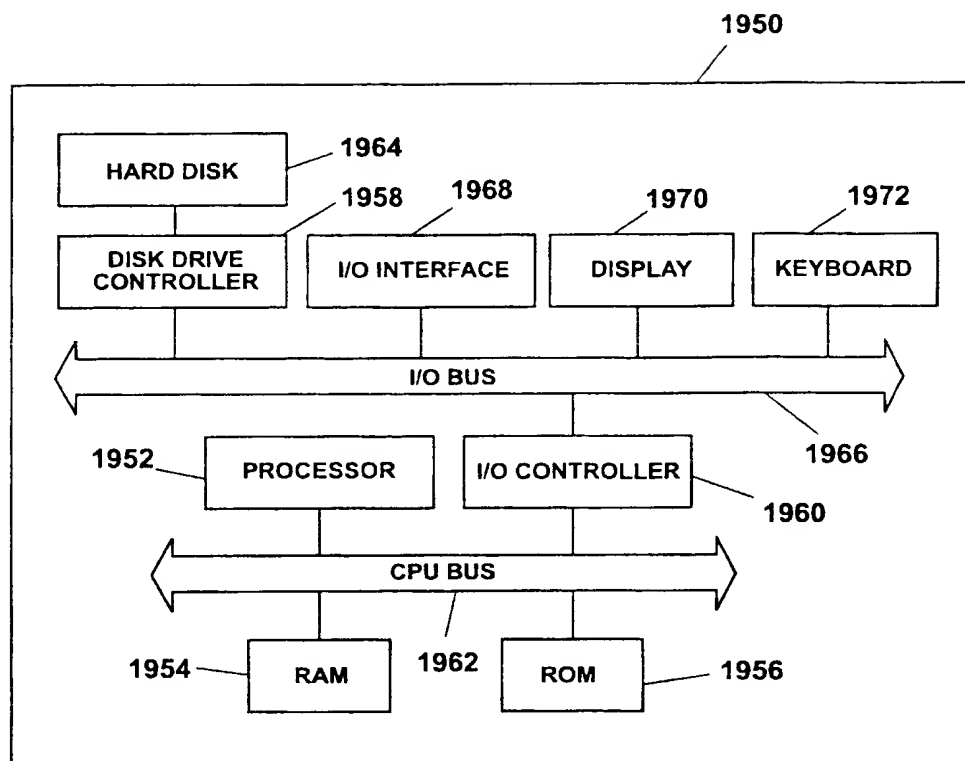 1950
HARD DISK
1964
1958
1968
1970
1972
DISK DRIVE
CONTROLLER
I/O INTERFACE
DISPLAY
KEYBOARD
I/O BUS
1966
1952
PROCESSOR
I/O CONTROLLER
1960
CPU BUS
1962
1954
RAM
ROM
1956